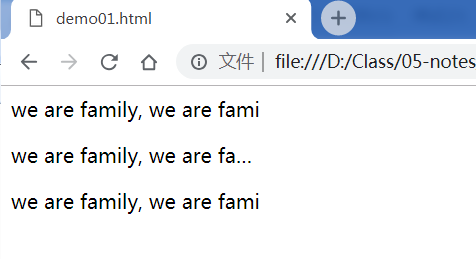 demo01.html
文件 | file:///D:/Class/05-notes
we are family, we are fami
we are family, we are fa...
we are family, we are fami